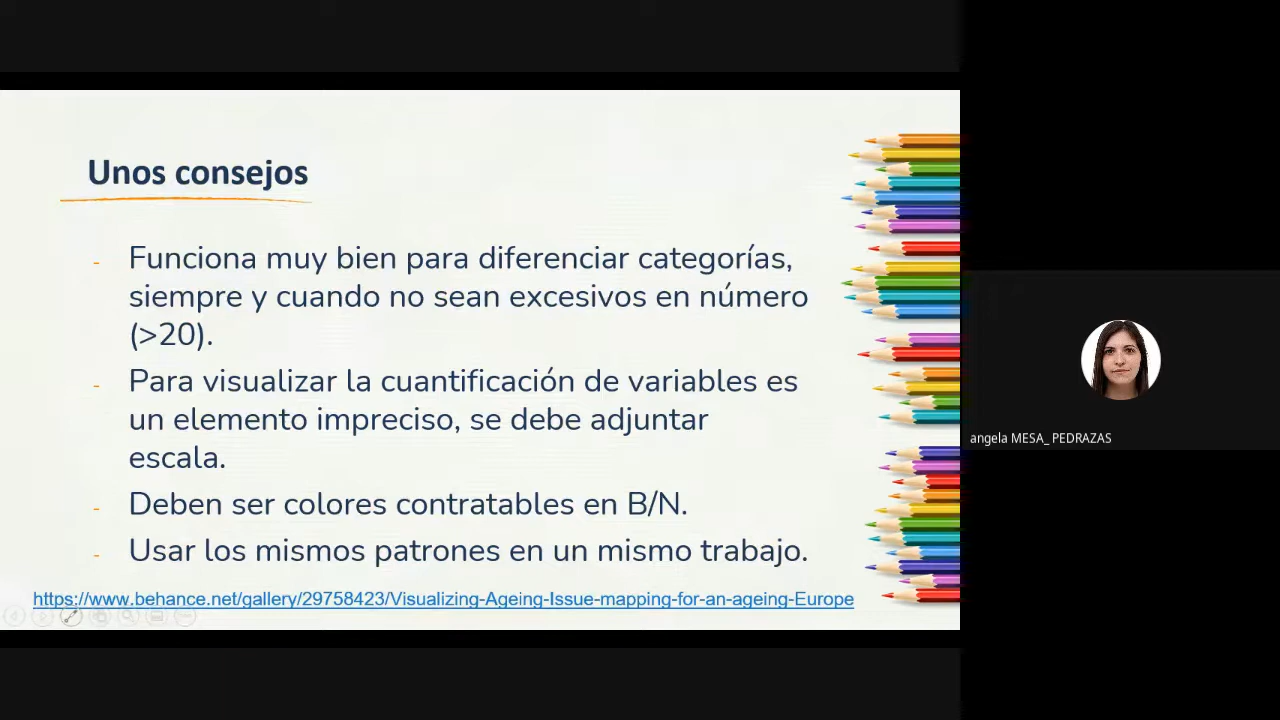 Unos consejos
- Funciona muy bien para diferenciar categorías,
siempre y cuando no sean excesivos en número
(>20).
- Para visualizar la cuantificación de variables es
un elemento impreciso, se debe adjuntar
escala.
- Deben ser colores contratables en B/N.
- Usar los mismos patrones en un mismo trabajo.
https://www.behance.net/gallery/29758423/Visualizing-Ageing-Issue-mapping-for-an-ageing-Europe
angela MESA_ PEDRAZAS